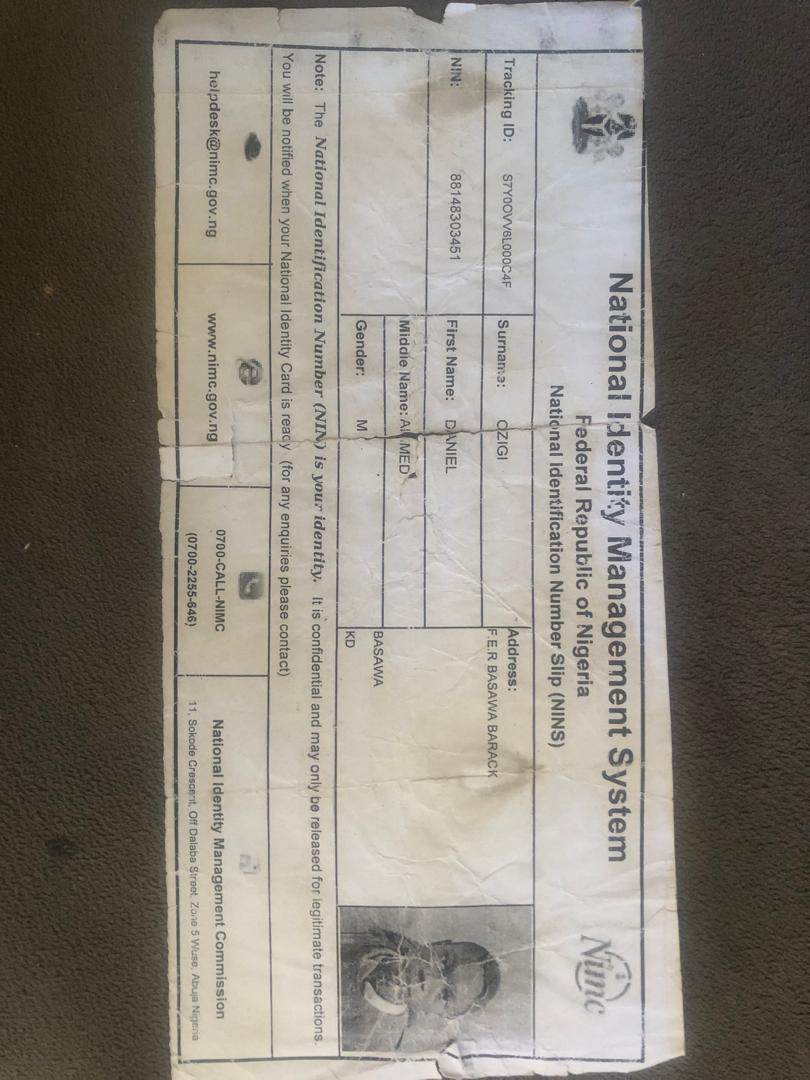 National Identity Management System
Federal Republic of Nigeria
National Identification Number Slip (NINS)
Nimc
Tracking ID: S7Y0OVV6L000C4F
Surname: OZIGI
Address:
F.E.R BASAWA BARACK
NIN: 88148303451
First Name: DANIEL
Middle Name:
BASAWA
Gender: M
KD
Note: The National Identification Number (NIN) is your identity. It is confidential and may only be released for legitimate transactions.
You will be notified when your National Identity Card is ready (for any enquiries please contact)
helpdesk@nimc.gov.ng
www.nimc.gov.ng
0700-CALL-NIMC
(0700-2255-646)
National Identity Management Commission
11, Sokode Crescent, Off Dalaba Street, Zone 5 Wuse, Abuja Nigeria